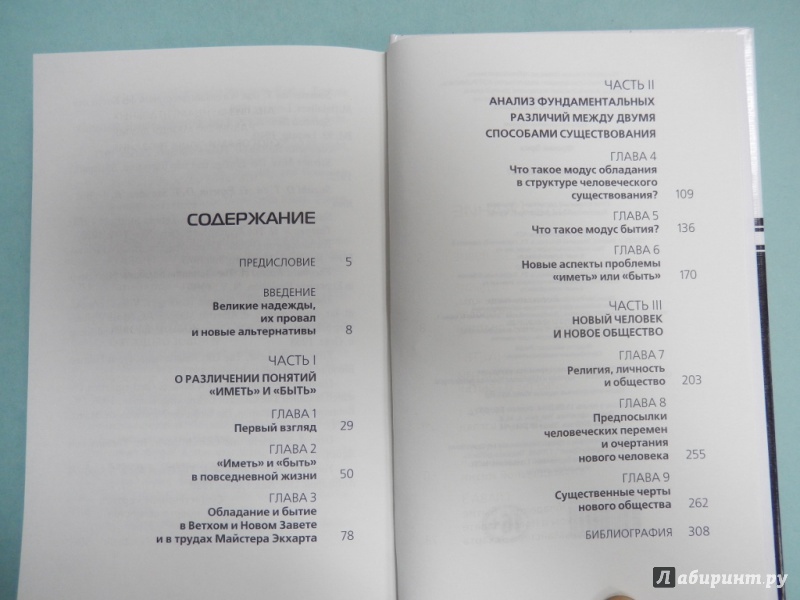 СОДЕРЖАНИЕ
ПРЕДИСЛОВИЕ 5
ВВЕДЕНИЕ
Великие надежды,
их провал
и новые альтернативы 8
ЧАСТЬ I
О РАЗЛИЧЕНИИ ПОНЯТИЙ
«ИМЕТЬ» И «БЫТЬ»
ГЛАВА 1
Первый взгляд 29
ГЛАВА 2
«Иметь» и «быть»
в повседневной жизни 50
ГЛАВА 3
Обладание и бытие
в Ветхом и Новом Завете
и в трудах Майстера Экхарта 78
ЧАСТЬ II
АНАЛИЗ ФУНДАМЕНТАЛЬНЫХ
РАЗЛИЧИЙ МЕЖДУ ДВУМЯ
СПОСОБАМИ СУЩЕСТВОВАНИЯ
ГЛАВА 4
Что такое модус обладания
в структуре человеческого
существования? 109
ГЛАВА 5
Что такое модус бытия? 136
ГЛАВА 6
Новые аспекты проблемы
«иметь» или «быть» 170
ЧАСТЬ III
НОВЫЙ ЧЕЛОВЕК
И НОВОЕ ОБЩЕСТВО
ГЛАВА 7
Религия, личность
и общество 203
ГЛАВА 8
Предпосылки
человеческих перемен
и очертания
нового человека 255
ГЛАВА 9
Существенные черты
нового общества 262
БИБЛИОГРАФИЯ 308
Лабиринт.ру